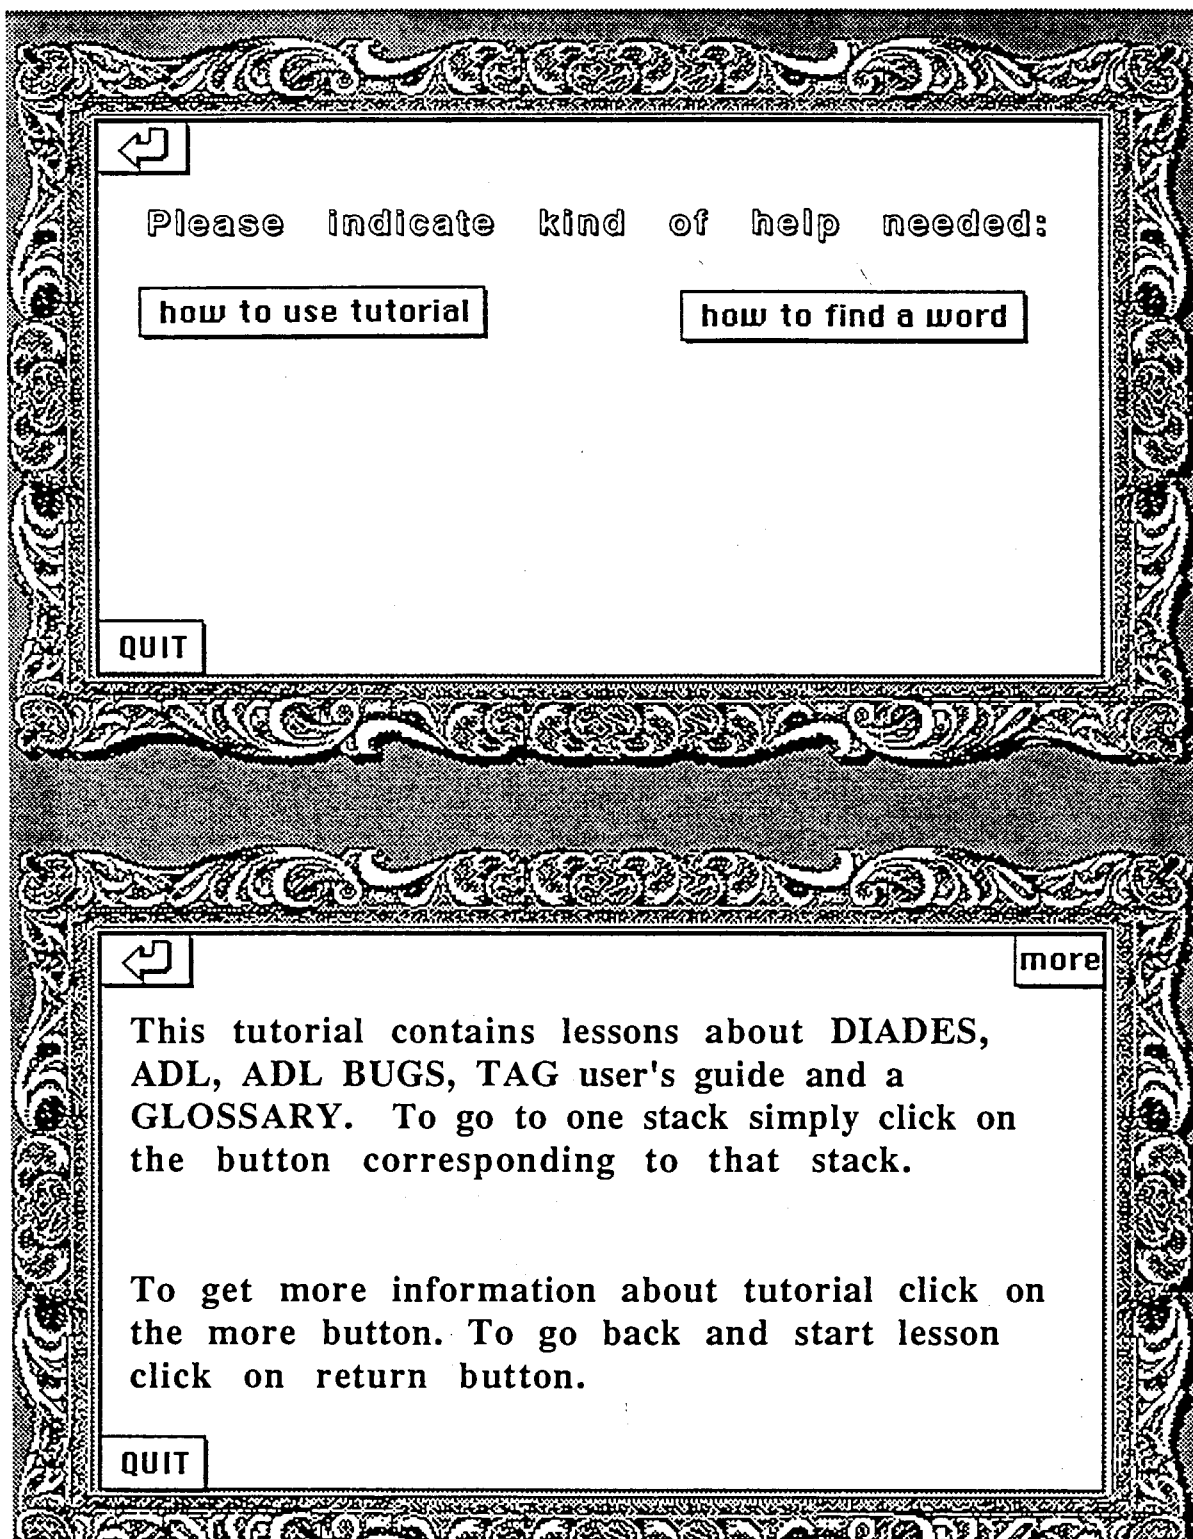 Please indicate kind of help needed:
how to use tutorial
how to find a word
QUIT
more
This tutorial contains lessons about DIADES,
ADL, ADL BUGS, TAG user's guide and a
GLOSSARY. To go to one stack simply click on
the button corresponding to that stack.
To get more information about tutorial click on
the more button. To go back and start lesson
click on return button.
QUIT